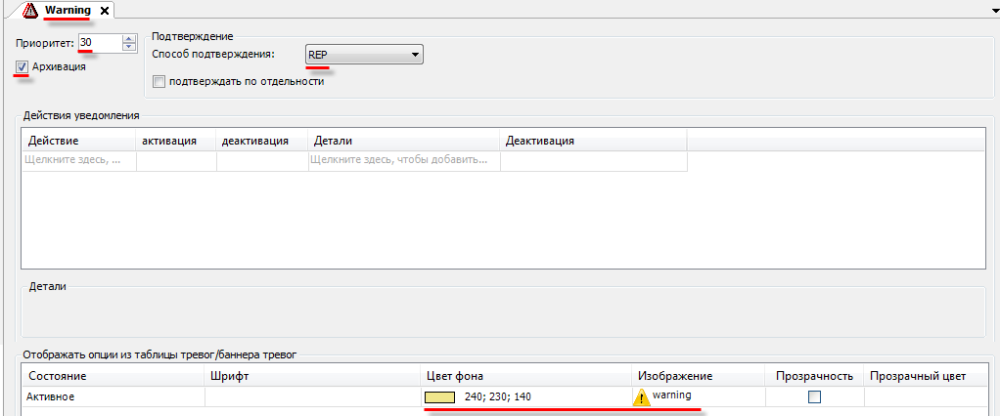 Warning
Приоритет: 30
Архивация
Подтверждение
Способ подтверждения: REP
подтверждать по отдельности
Действия уведомления
Действие активация деактивация Детали Деактивация
Щелкните здесь, ... Щелкните здесь, чтобы добавить...
Детали
Отображать опции из таблицы тревог/баннера тревог
Состояние Шрифт Цвет фона Изображение Прозрачность Прозрачный цвет
Активное 240; 230; 140 warning